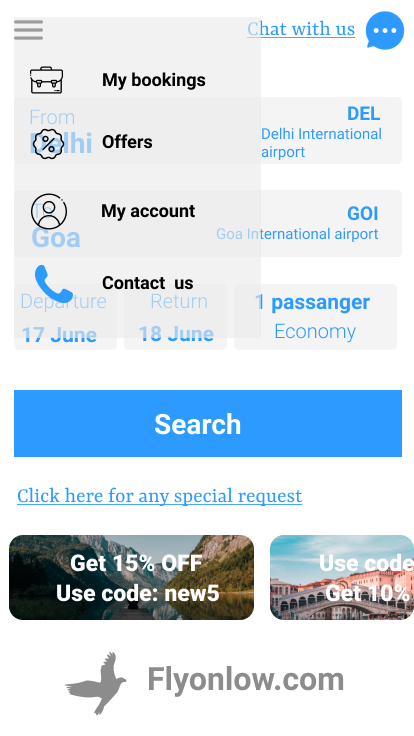 Chat with us
My bookings
From
DEL
Delhi
Offers
Delhi International
airport
My account
GOI
Goa
Goa International airport
Contact us
Departure
Return
1 passanger
17 June
18 June
Economy
Search
Click here for any special request
Get 15% OFF
Use code: new5
Use code
Get 10%
Flyonlow.com